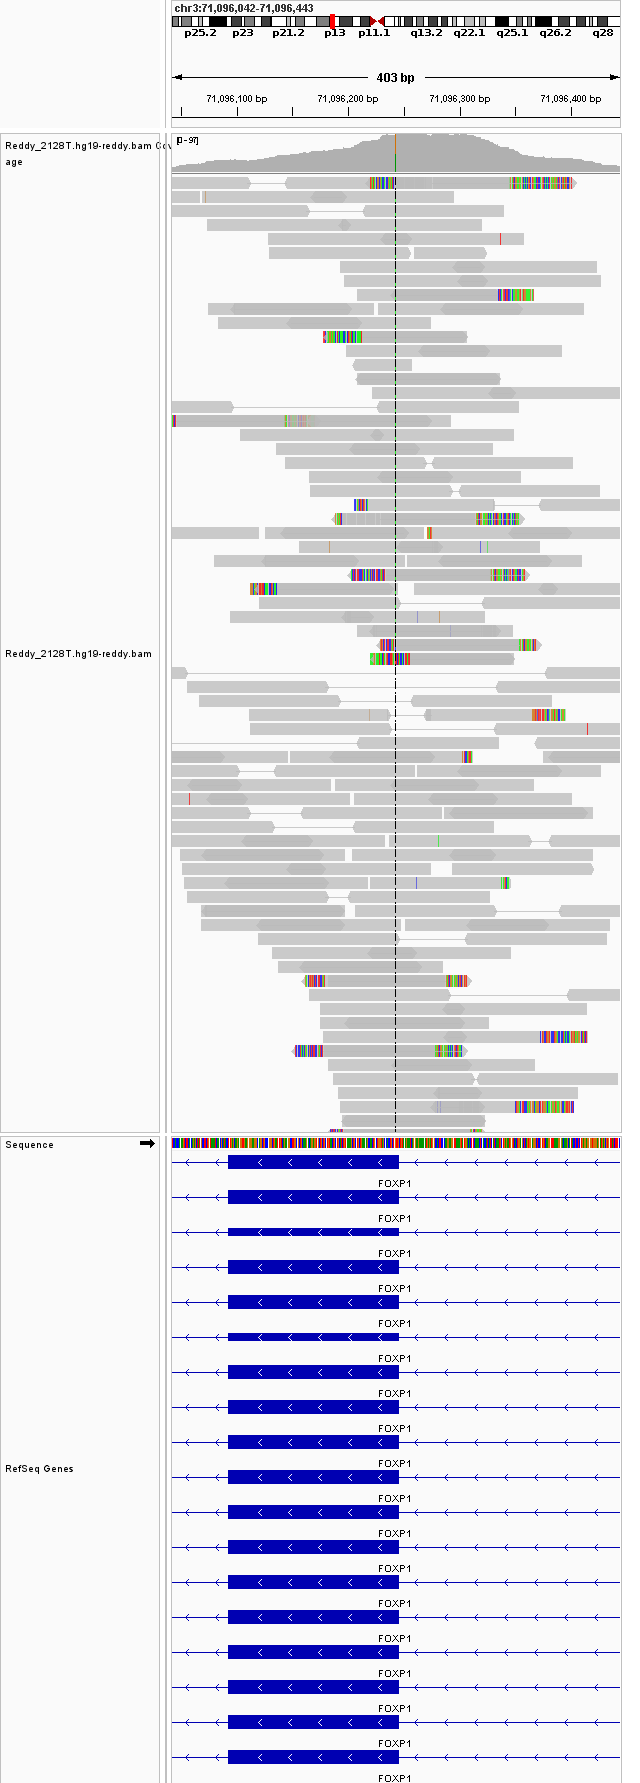 chr3:71,096,042-71,096,443
p25.2 p23 p21.2 p13 p11.1 q13.2 q22.1 q25.1 q26.2 q28
403 bp
71,096,100 bp 71,096,200 bp 71,096,300 bp 71,096,400 bp
Reddy_2128T.hg19-reddy.bam Cov
age
[0-97]
Reddy_2128T.hg19-reddy.bam
Sequence
FOXP1
FOXP1
FOXP1
FOXP1
FOXP1
FOXP1
FOXP1
FOXP1
RefSeq Genes
FOXP1
FOXP1
FOXP1
FOXP1
FOXP1
FOXP1
FOXP1
FOXP1
FOXP1
FOXP1